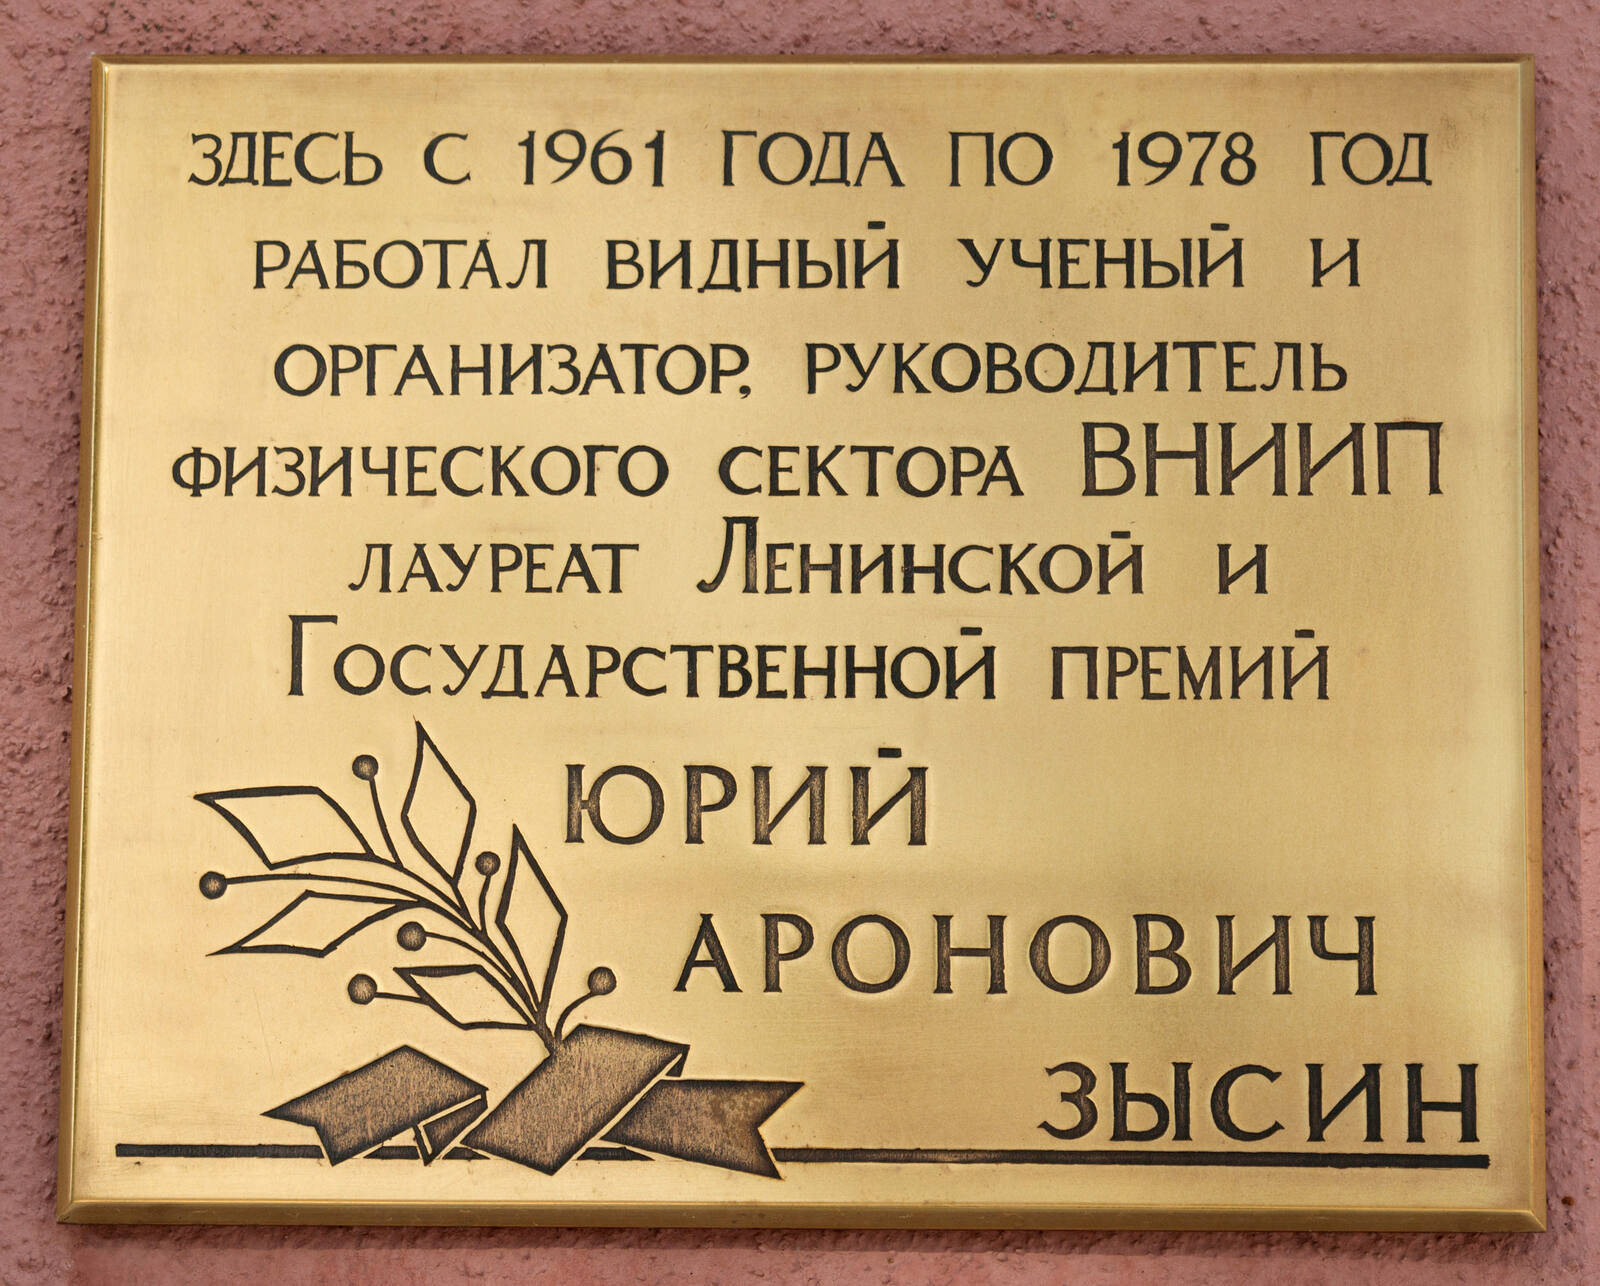 ЗДЕСЬ С 1961 ГОДА ПО 1978 ГОД
РАБОТАЛ ВИДНЫЙ УЧЕНЫЙ И
ОРГАНИЗАТОР, РУКОВОДИТЕЛЬ
ФИЗИЧЕСКОГО СЕКТОРА ВНИИП
ЛАУРЕАТ ЛЕНИНСКОЙ И
ГОСУДАРСТВЕННОЙ ПРЕМИЙ
ЮРИЙ
АРОНОВИЧ
ЗЫСИН